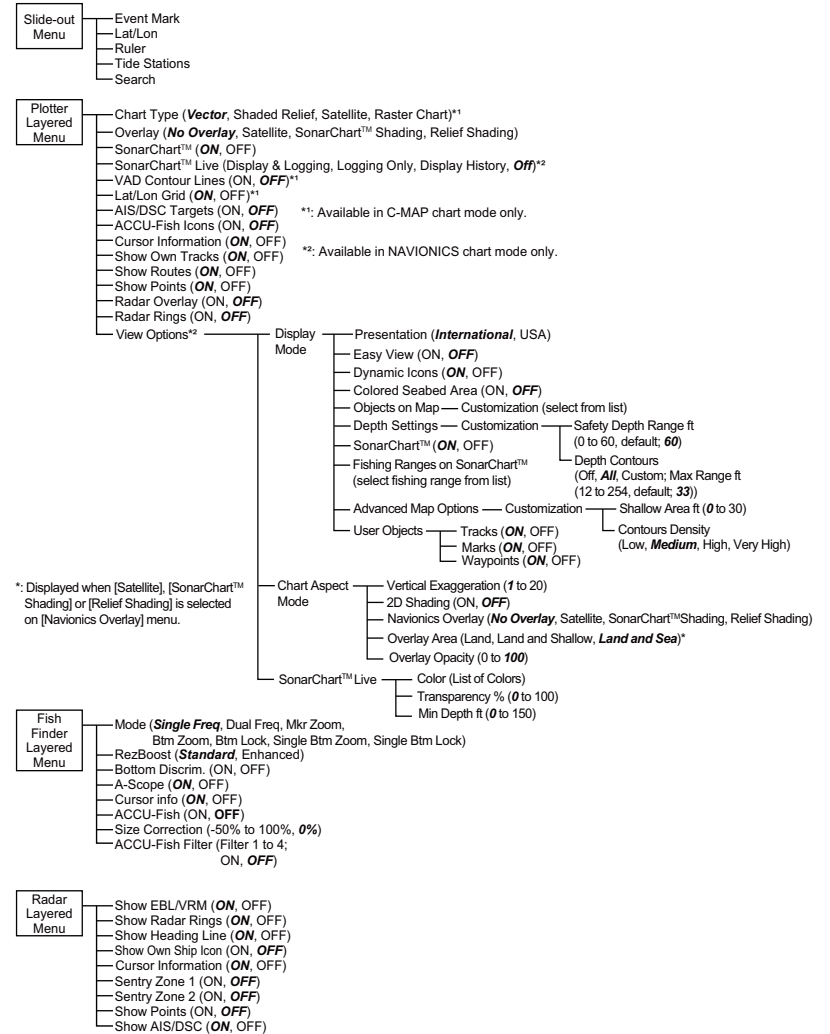 Slide-out
Menu
Event Mark
Lat/Lon
Ruler
Tide Stations
Search
Plotter
Layered
Menu
Chart Type (Vector, Shaded Relief, Satellite, Raster Chart)*¹
Overlay (No Overlay, Satellite, SonarChart™ Shading, Relief Shading)
SonarChart™ (ON, OFF)
SonarChart™ Live (Display & Logging, Logging Only, Display History, Off)*²
VAD Contour Lines (ON, OFF)*¹
Lat/Lon Grid (ON, OFF)*¹
AIS/DSC Targets (ON, OFF)
*¹: Available in C-MAP chart mode only.
ACCU-Fish Icons (ON, OFF)
Cursor Information (ON, OFF)
*²: Available in NAVIONICS chart mode only.
Show Own Tracks (ON, OFF)
Show Routes (ON, OFF)
Show Points (ON, OFF)
Radar Overlay (ON, OFF)
Radar Rings (ON, OFF)
View Options*²
Display
Mode
Presentation (International, USA)
Easy View (ON, OFF)
Dynamic Icons (ON, OFF)
Colored Seabed Area (ON, OFF)
Objects on Map
Customization (select from list)
Depth Settings
Customization
Safety Depth Range ft
(0 to 60, default; 60)
Depth Contours
(Off, All, Custom; Max Range ft
(12 to 254, default; 33))
SonarChart™ (ON, OFF)
Fishing Ranges on SonarChart™
(select fishing range from list)
Advanced Map Options
Customization
Shallow Area ft (0 to 30)
Contours Density
(Low, Medium, High, Very High)
User Objects
Tracks (ON, OFF)
Marks (ON, OFF)
Waypoints (ON, OFF)
*: Displayed when [Satellite], [SonarChart™
Shading] or [Relief Shading] is selected
on [Navionics Overlay] menu.
Chart Aspect
Mode
Vertical Exaggeration (1 to 20)
2D Shading (ON, OFF)
Navionics Overlay (No Overlay, Satellite, SonarChart™Shading, Relief Shading)
Overlay Area (Land, Land and Shallow, Land and Sea)*
Overlay Opacity (0 to 100)
SonarChart™ Live
Color (List of Colors)
Transparency % (0 to 100)
Min Depth ft (0 to 150)
Fish
Finder
Layered
Menu
Mode (Single Freq, Dual Freq, Mkr Zoom,
Btm Zoom, Btm Lock, Single Btm Zoom, Single Btm Lock)
RezBoost (Standard, Enhanced)
Bottom Discrim. (ON, OFF)
A-Scope (ON, OFF)
Cursor info (ON, OFF)
ACCU-Fish (ON, OFF)
Size Correction (-50% to 100%, 0%)
ACCU-Fish Filter (Filter 1 to 4;
ON, OFF)
Radar
Layered
Menu
Show EBL/VRM (ON, OFF)
Show Radar Rings (ON, OFF)
Show Heading Line (ON, OFF)
Show Own Ship Icon (ON, OFF)
Cursor Information (ON, OFF)
Sentry Zone 1 (ON, OFF)
Sentry Zone 2 (ON, OFF)
Show Points (ON, OFF)
Show AIS/DSC (ON, OFF)